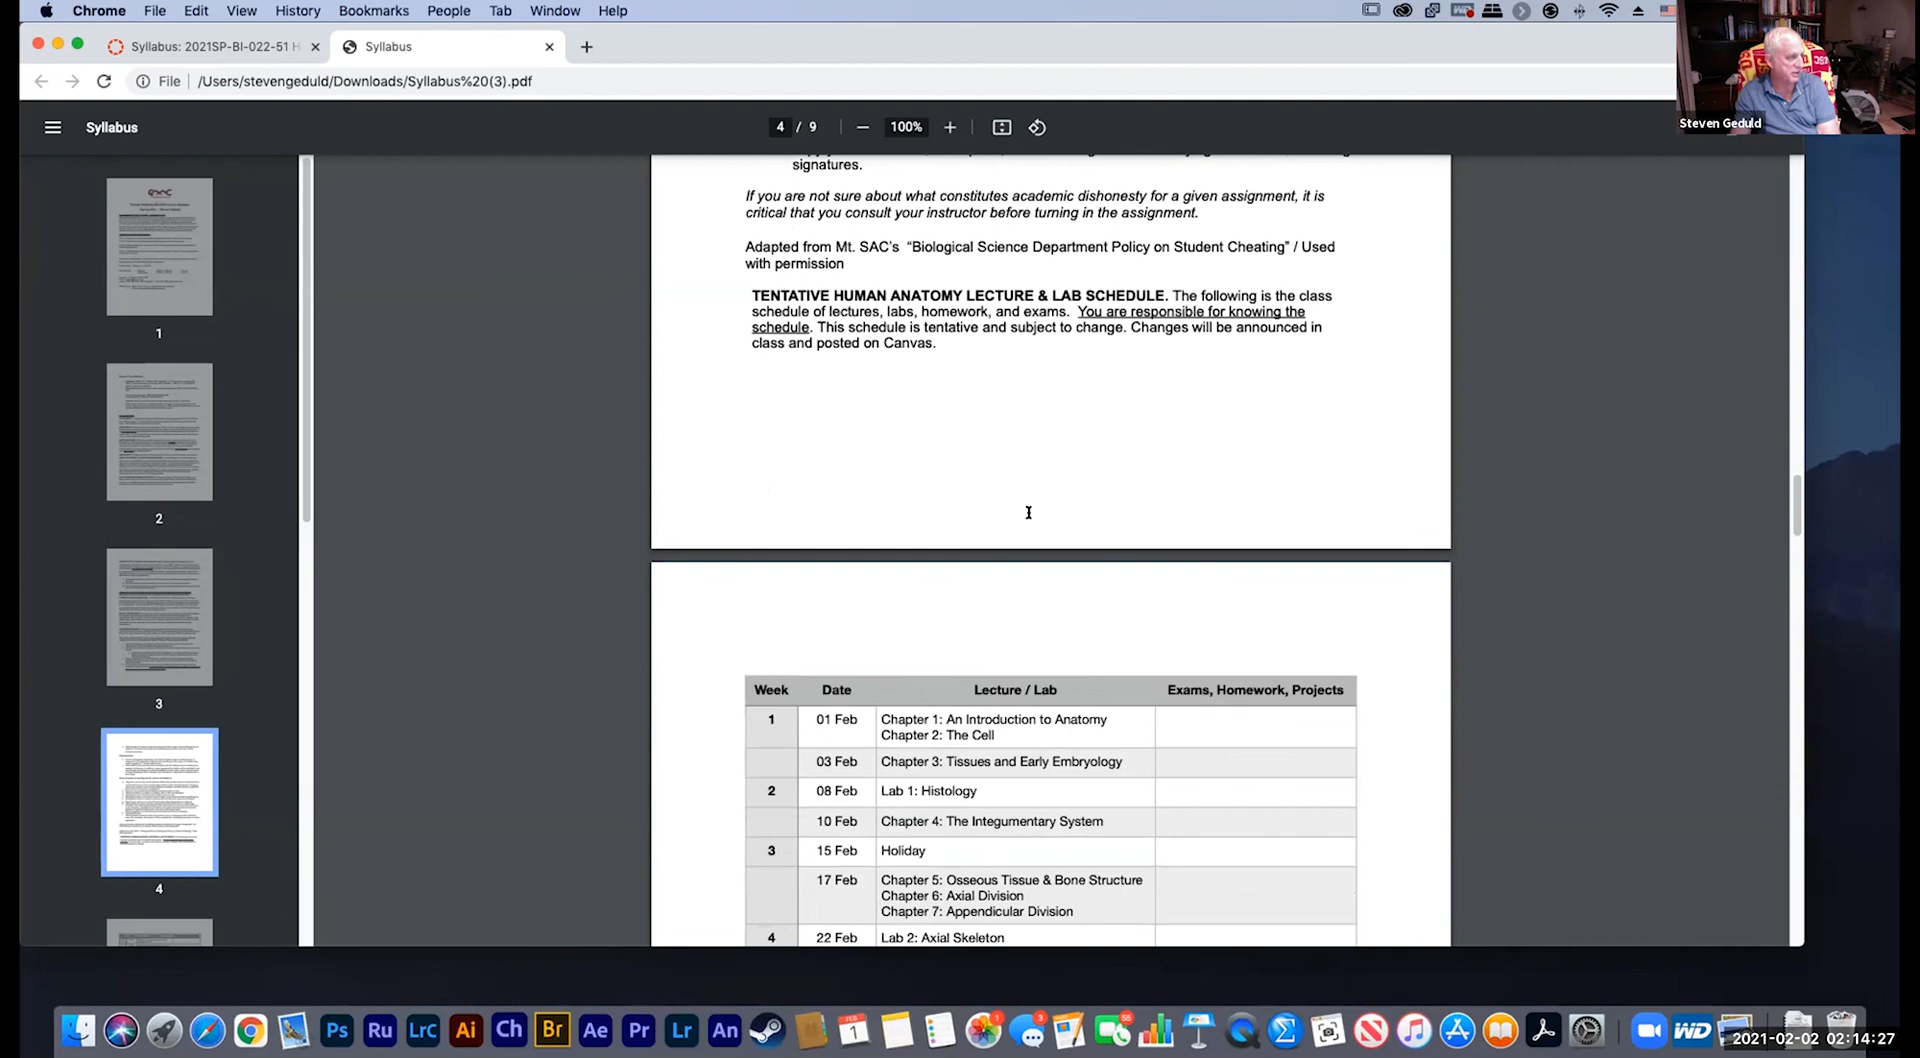 Chrome File Edit View History Bookmarks People Tab Window Help
Syllabus: 2021SP-BI-022-51 H
Syllabus
File /Users/stevengeduld/Downloads/Syllabus%20(3).pdf
Syllabus
4 / 9
100%
Steven Geduld
1
2
3
4
signatures.
If you are not sure about what constitutes academic dishonesty for a given assignment, it is
critical that you consult your instructor before turning in the assignment.
Adapted from Mt. SAC's “Biological Science Department Policy on Student Cheating” / Used
with permission
TENTATIVE HUMAN ANATOMY LECTURE & LAB SCHEDULE. The following is the class
schedule of lectures, labs, homework, and exams. You are responsible for knowing the
schedule. This schedule is tentative and subject to change. Changes will be announced in
class and posted on Canvas.
Week Date Lecture / Lab Exams, Homework, Projects
1 01 Feb Chapter 1: An Introduction to Anatomy
Chapter 2: The Cell
03 Feb Chapter 3: Tissues and Early Embryology
2 08 Feb Lab 1: Histology
10 Feb Chapter 4: The Integumentary System
3 15 Feb Holiday
17 Feb Chapter 5: Osseous Tissue & Bone Structure
Chapter 6: Axial Division
Chapter 7: Appendicular Division
4 22 Feb Lab 2: Axial Skeleton
Ps Ru LrC Ai Ch Br Ae Pr Lr An
FEB
1
1
3
55
WD
2021-02-02 02:14:27